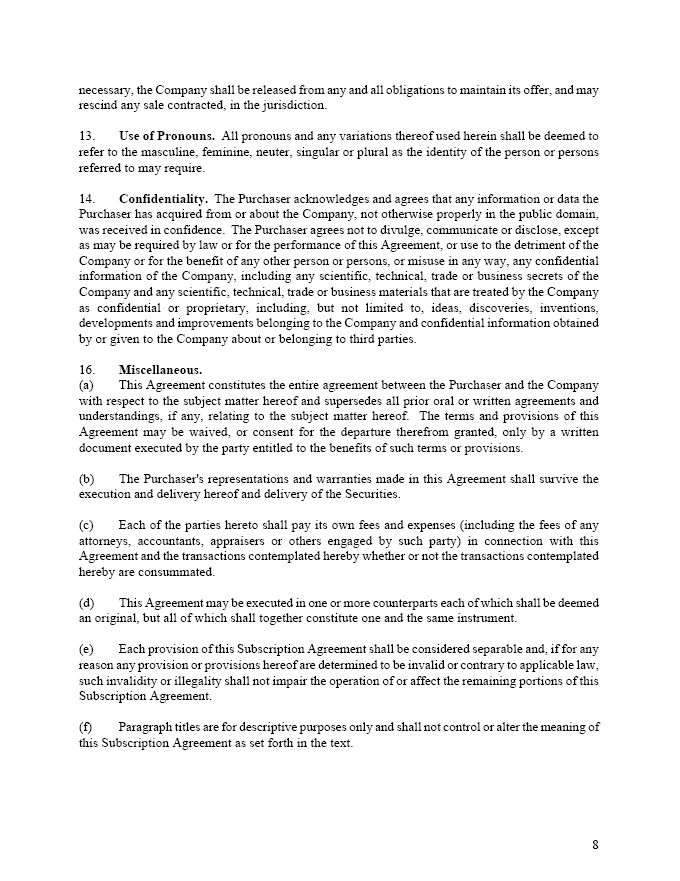 necessary, the Company shall be released from any and all obligations to maintain its offer, and may
rescind any sale contracted, in the jurisdiction.
13. Use of Pronouns. All pronouns and any variations thereof used herein shall be deemed to
refer to the masculine, feminine, neuter, singular or plural as the identity of the person or persons
referred to may require.
14. Confidentiality. The Purchaser acknowledges and agrees that any information or data the
Purchaser has acquired from or about the Company, not otherwise properly in the public domain,
was received in confidence. The Purchaser agrees not to divulge, communicate or disclose, except
as may be required by law or for the performance of this Agreement, or use to the detriment of the
Company or for the benefit of any other person or persons, or misuse in any way, any confidential
information of the Company, including any scientific, technical, trade or business secrets of the
Company and any scientific, technical, trade or business materials that are treated by the Company
as confidential or proprietary, including, but not limited to, ideas, discoveries, inventions,
developments and improvements belonging to the Company and confidential information obtained
by or given to the Company about or belonging to third parties.
16. Miscellaneous.
(a) This Agreement constitutes the entire agreement between the Purchaser and the Company
with respect to the subject matter hereof and supersedes all prior oral or written agreements and
understandings, if any, relating to the subject matter hereof. The terms and provisions of this
Agreement may be waived, or consent for the departure therefrom granted, only by a written
document executed by the party entitled to the benefits of such terms or provisions.
(b) The Purchaser's representations and warranties made in this Agreement shall survive the
execution and delivery hereof and delivery of the Securities.
(c) Each of the parties hereto shall pay its own fees and expenses (including the fees of any
attorneys, accountants, appraisers or others engaged by such party) in connection with this
Agreement and the transactions contemplated hereby whether or not the transactions contemplated
hereby are consummated.
(d) This Agreement may be executed in one or more counterparts each of which shall be deemed
an original, but all of which shall together constitute one and the same instrument.
(e) Each provision of this Subscription Agreement shall be considered separable and, if for any
reason any provision or provisions hereof are determined to be invalid or contrary to applicable law,
such invalidity or illegality shall not impair the operation of or affect the remaining portions of this
Subscription Agreement.
(f) Paragraph titles are for descriptive purposes only and shall not control or alter the meaning of
this Subscription Agreement as set forth in the text.
8